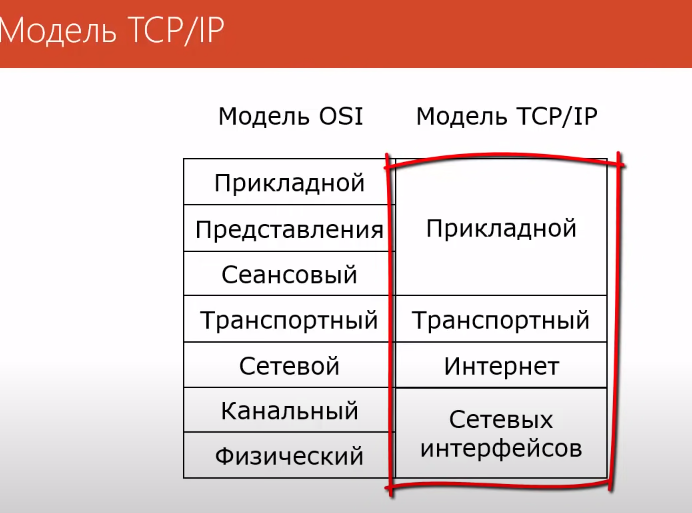 Модель TCP/IP
Модель OSI
Модель TCP/IP
Прикладной
Представления
Сеансовый
Транспортный
Сетевой
Канальный
Физический
Прикладной
Транспортный
Интернет
Сетевых
интерфейсов